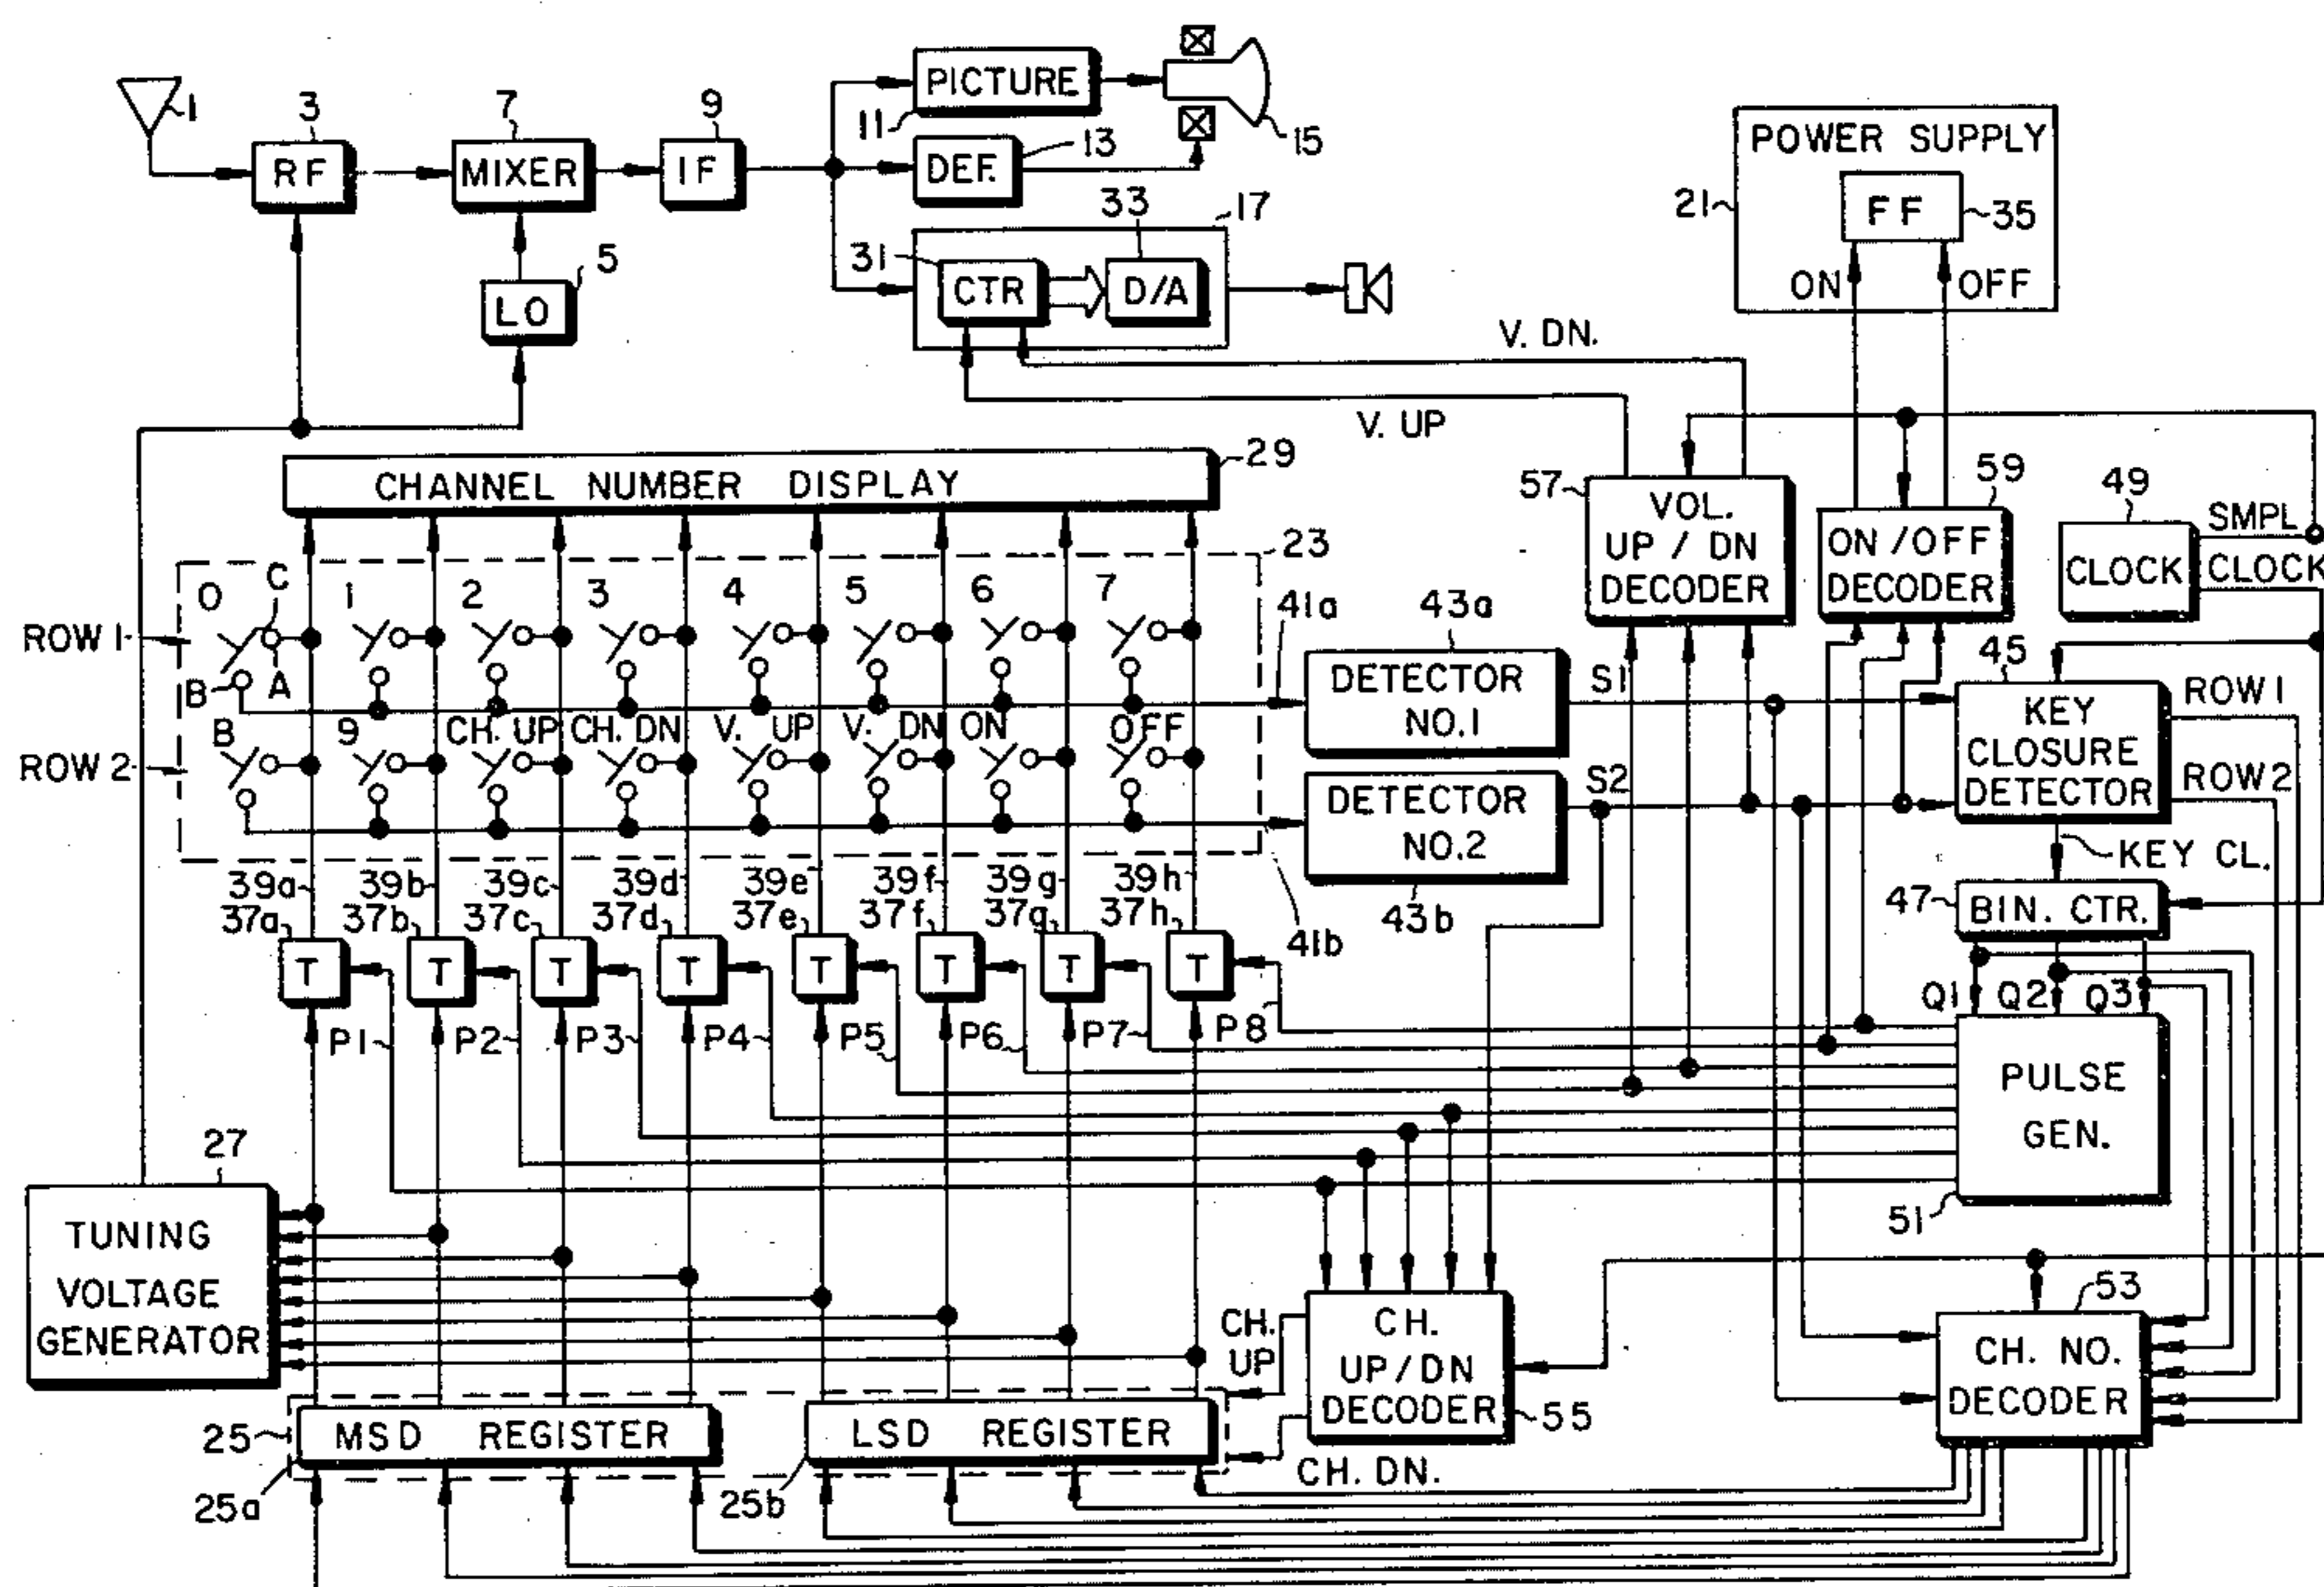 1
3
RF
7
MIXER
9
IF
PICTURE
11
15
DEF.
13
5
LO
17
33
31
CTR
D/A
POWER SUPPLY
21
FF
35
ON
OFF
V. DN.
V. UP
CHANNEL NUMBER DISPLAY
29
57
VOL.
UP / DN
DECODER
59
ON /OFF
DECODER
49
CLOCK
SMPL
CLOCK
23
ROW 1
0
C
A
B
1
2
3
4
5
6
7
41a
43a
DETECTOR
NO.1
S1
45
KEY
CLOSURE
DETECTOR
ROW 1
ROW 2
ROW 2
B
9
CH. UP
CH. DN
V. UP
V. DN
ON
OFF
DETECTOR
NO.2
S2
43b
41b
KEY CL.
47
BIN. CTR.
39a
39b
39c
39d
39e
39f
39g
39h
37a
37b
37c
37d
37e
37f
37g
37h
T
T
T
T
T
T
T
T
P1
P2
P3
P4
P5
P6
P7
P8
Q1
Q2
Q3
PULSE
GEN.
51
27
TUNING
VOLTAGE
GENERATOR
CH.
UP
CH.
UP/DN
DECODER
55
CH. DN.
53
CH. NO.
DECODER
25
MSD REGISTER
LSD REGISTER
25a
25b